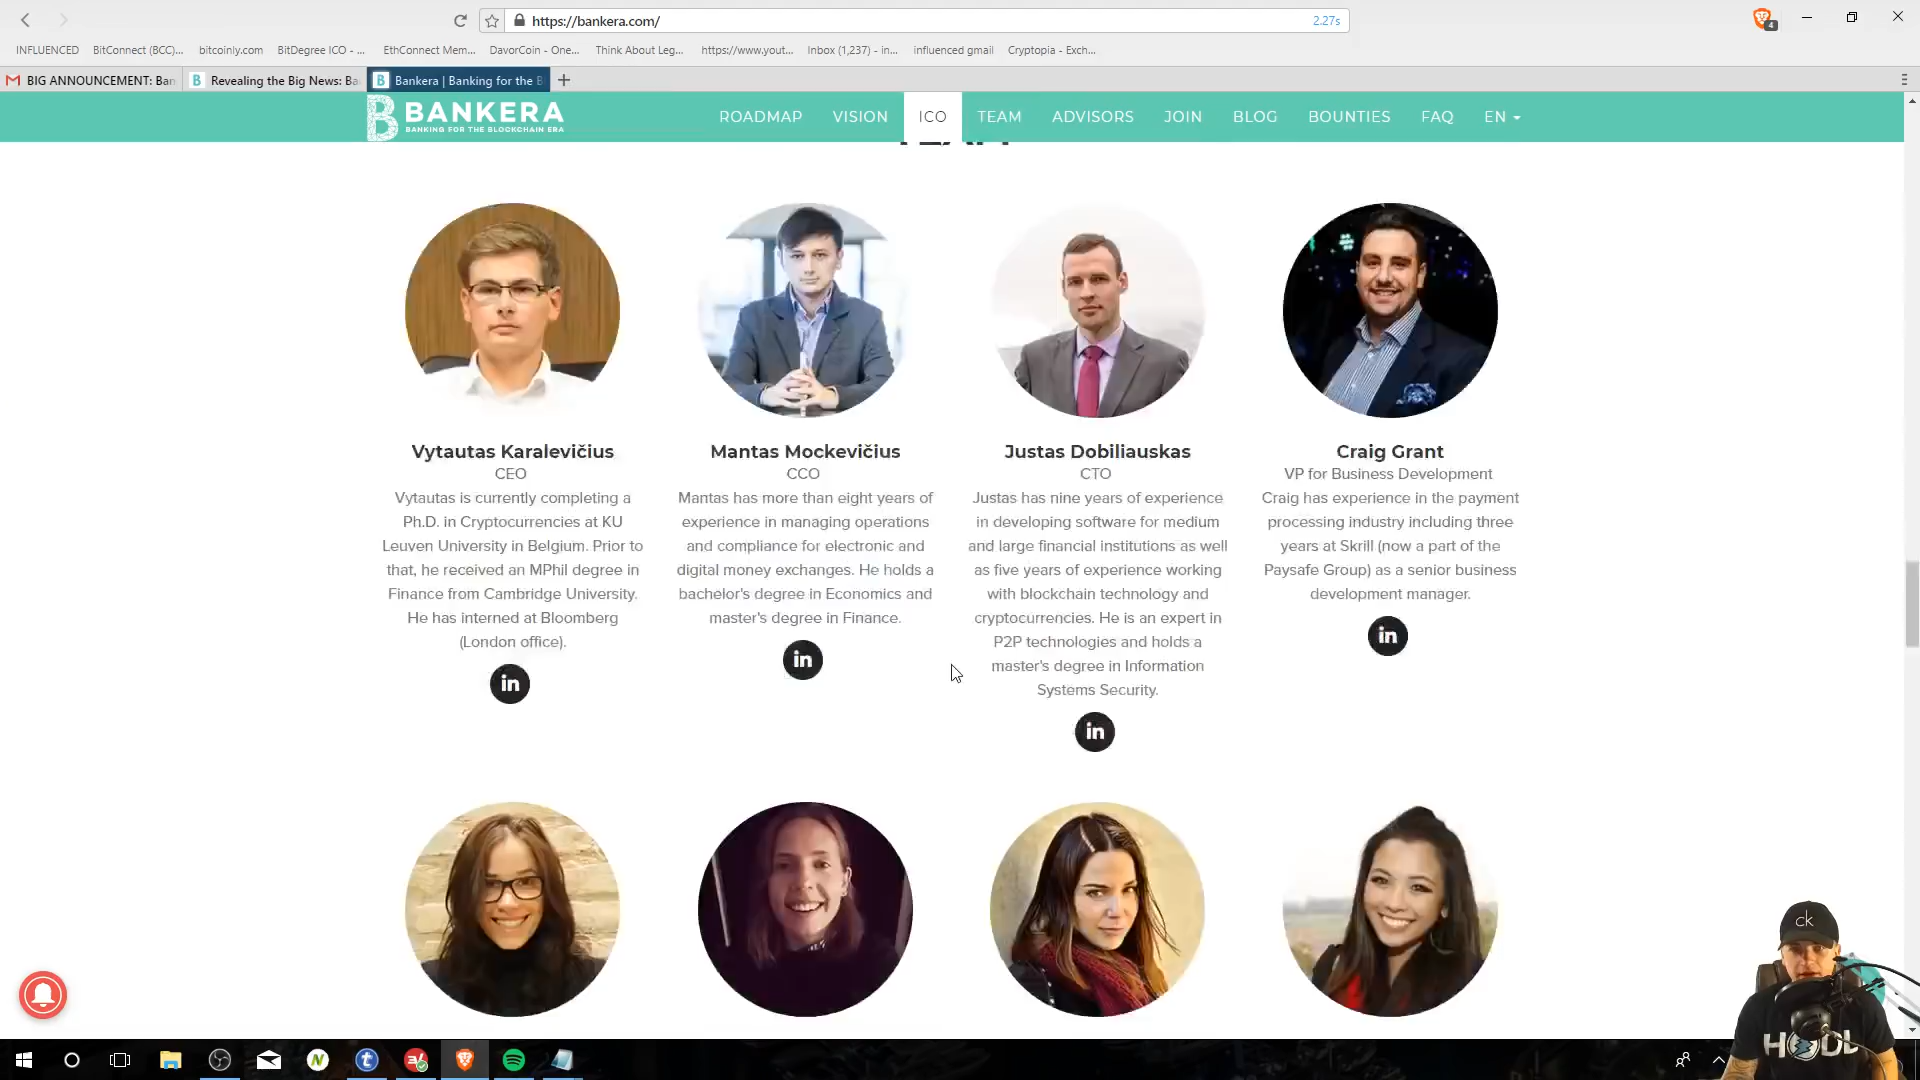 https://bankera.com/
2.27s
4
INFLUENCED BitConnect (BCC)... bitcoinly.com BitDegree ICO - ... EthConnect Mem... DavorCoin - One... Think About Leg... https://www.yout... Inbox (1,237) - in... influenced gmail Cryptopia - Exch...
BIG ANNOUNCEMENT: Ban Revealing the Big News: Ba Bankera | Banking for the B
BANKERA
BANKING FOR THE BLOCKCHAIN ERA
ROADMAP VISION ICO TEAM ADVISORS JOIN BLOG BOUNTIES FAQ EN
Vytautas Karalevičius
CEO
Vytautas is currently completing a
Ph.D. in Cryptocurrencies at KU
Leuven University in Belgium. Prior to
that, he received an MPhil degree in
Finance from Cambridge University.
He has interned at Bloomberg
(London office).
in
Mantas Mockevičius
CCO
Mantas has more than eight years of
experience in managing operations
and compliance for electronic and
digital money exchanges. He holds a
bachelor's degree in Economics and
master's degree in Finance.
in
Justas Dobiliauskas
CTO
Justas has nine years of experience
in developing software for medium
and large financial institutions as well
as five years of experience working
with blockchain technology and
cryptocurrencies. He is an expert in
P2P technologies and holds a
master's degree in Information
Systems Security.
in
Craig Grant
VP for Business Development
Craig has experience in the payment
processing industry including three
years at Skrill (now a part of the
Paysafe Group) as a senior business
development manager.
in
ck
HODL